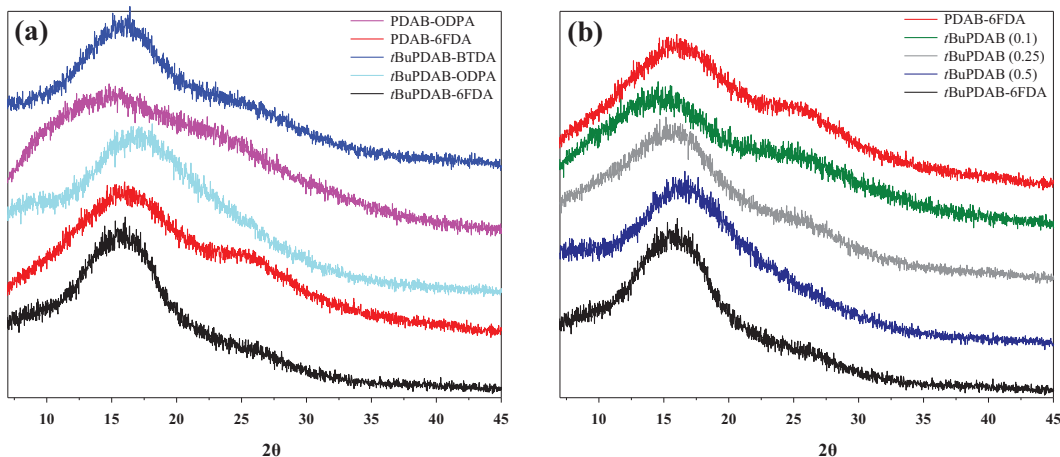 (a)
PDAB-ODPA
PDAB-6FDA
tBuPDAB-BTDA
tBuPDAB-ODPA
tBuPDAB-6FDA
10 15 20 25 30 35 40 45
2θ
(b)
PDAB-6FDA
tBuPDAB (0.1)
tBuPDAB (0.25)
tBuPDAB (0.5)
tBuPDAB-6FDA
10 15 20 25 30 35 40 45
2θ